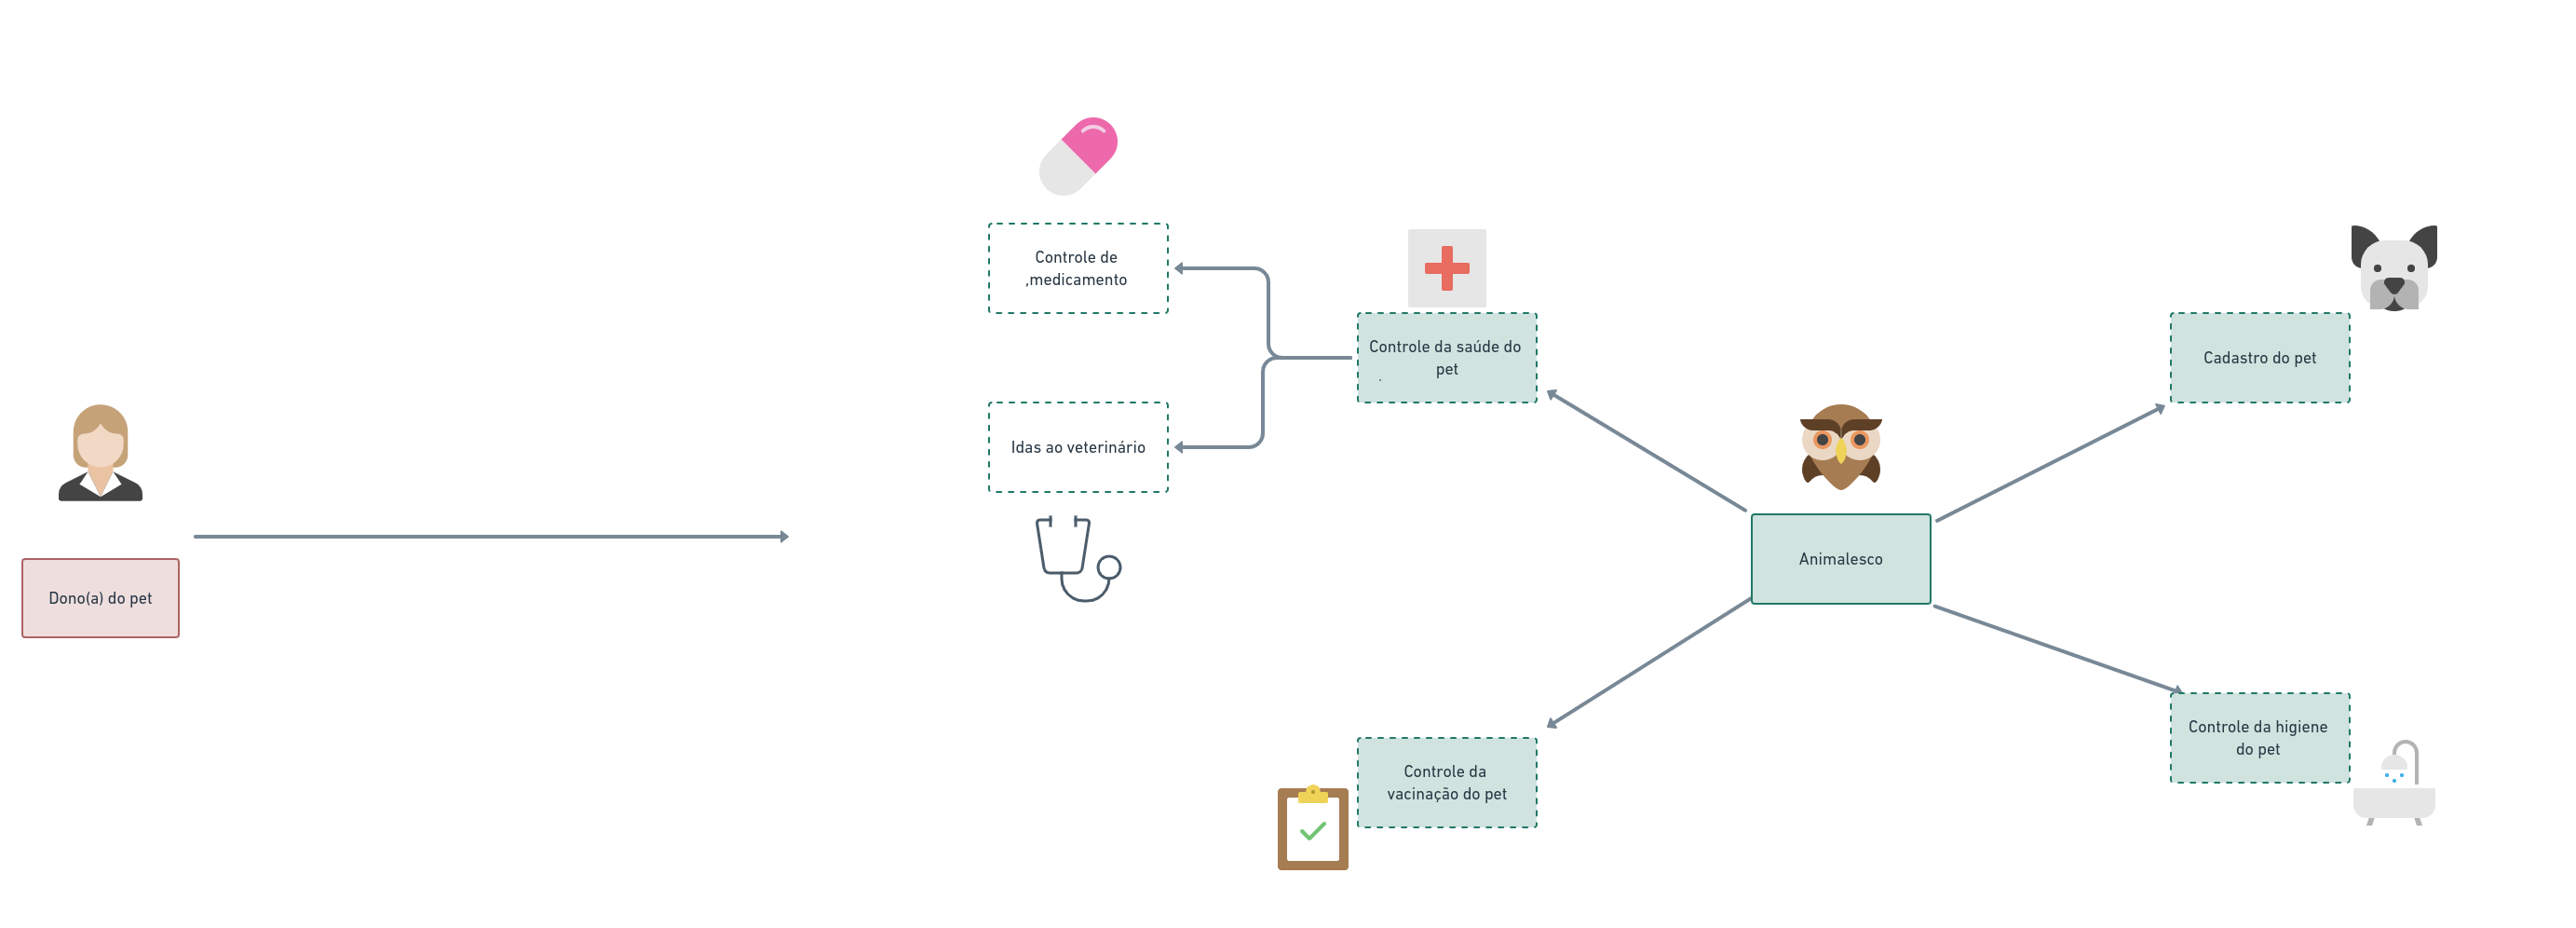 Controle de
,medicamento
Controle da saúde do
pet
.
Cadastro do pet
Idas ao veterinário
Animalesco
Dono(a) do pet
Controle da higiene
do pet
Controle da
vacinação do pet